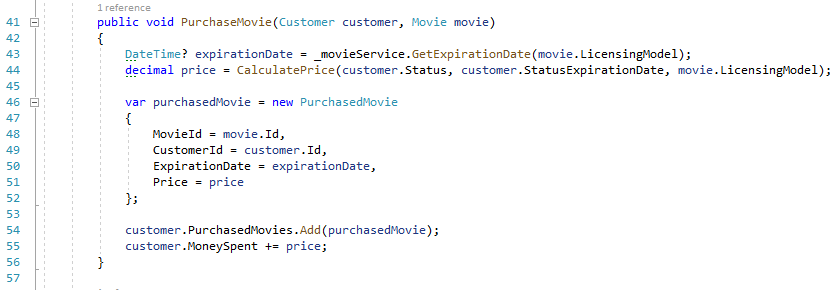 1 reference
41 public void PurchaseMovie(Customer customer, Movie movie)
42 {
43 DateTime? expirationDate = _movieService.GetExpirationDate(movie.LicensingModel);
44 decimal price = CalculatePrice(customer.Status, customer.StatusExpirationDate, movie.LicensingModel);
45
46 var purchasedMovie = new PurchasedMovie
47 {
48 MovieId = movie.Id,
49 CustomerId = customer.Id,
50 ExpirationDate = expirationDate,
51 Price = price
52 };
53
54 customer.PurchasedMovies.Add(purchasedMovie);
55 customer.MoneySpent += price;
56 }
57